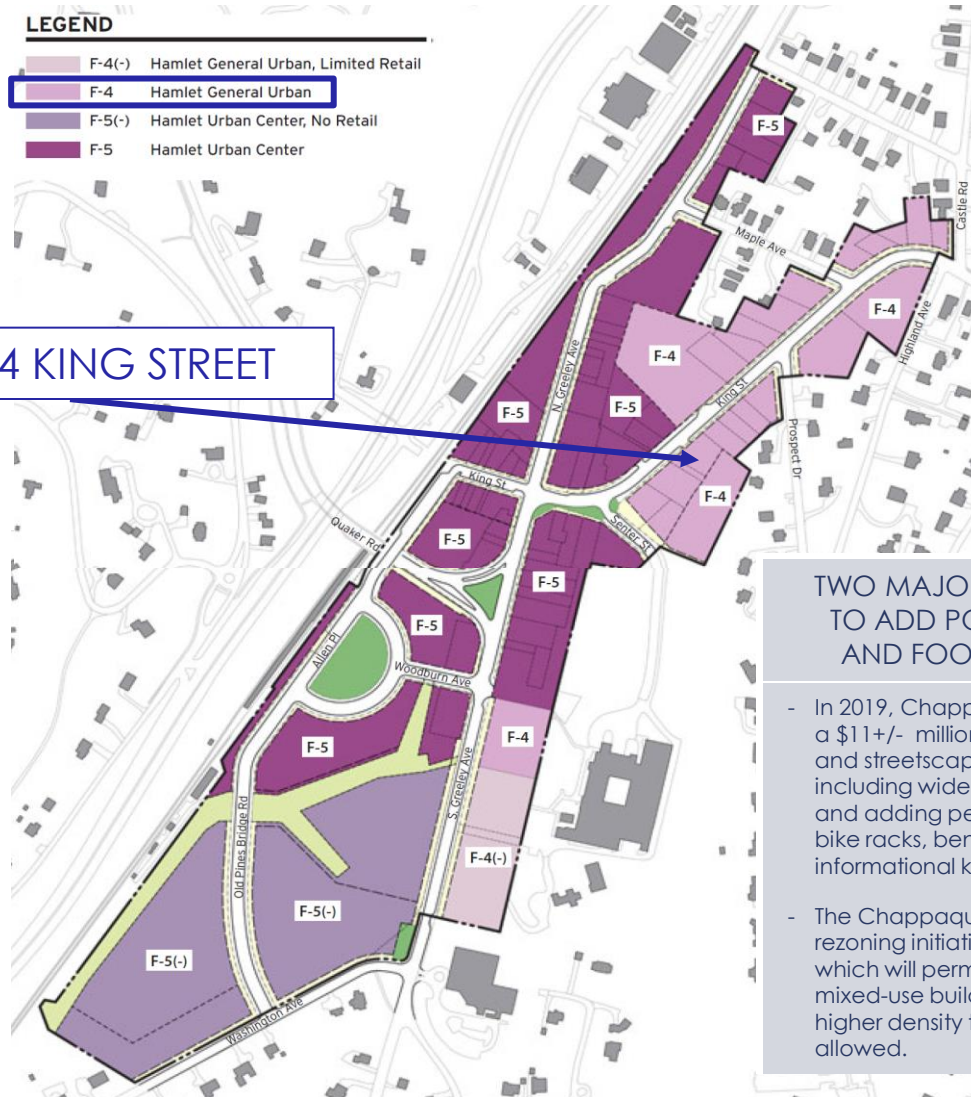 LEGEND
F-4(-) Hamlet General Urban, Limited Retail
F-4 Hamlet General Urban
F-5(-) Hamlet Urban Center, No Retail
F-5 Hamlet Urban Center
F-5
Castle Rd
Maple Ave
F-4
Highland Ave
4 KING STREET
N. Greeley Ave
F-4
King St
F-5
F-5
Prospect Dr
King St
F-4
Quaker Rd
Senter St
F-5
F-5
F-5
Allen Pl
Woodburn Ave
F-4
F-5
S. Greeley Ave
Old Pines Bridge Rd
F-4(-)
F-5(-)
F-5(-)
Washington Ave
TWO MAJO
TO ADD PO
AND FOO
- In 2019, Chapp
a $11+/- million
and streetscap
including wide
and adding pe
bike racks, ben
informational k
- The Chappaqu
rezoning initiati
which will perm
mixed-use build
higher density t
allowed.